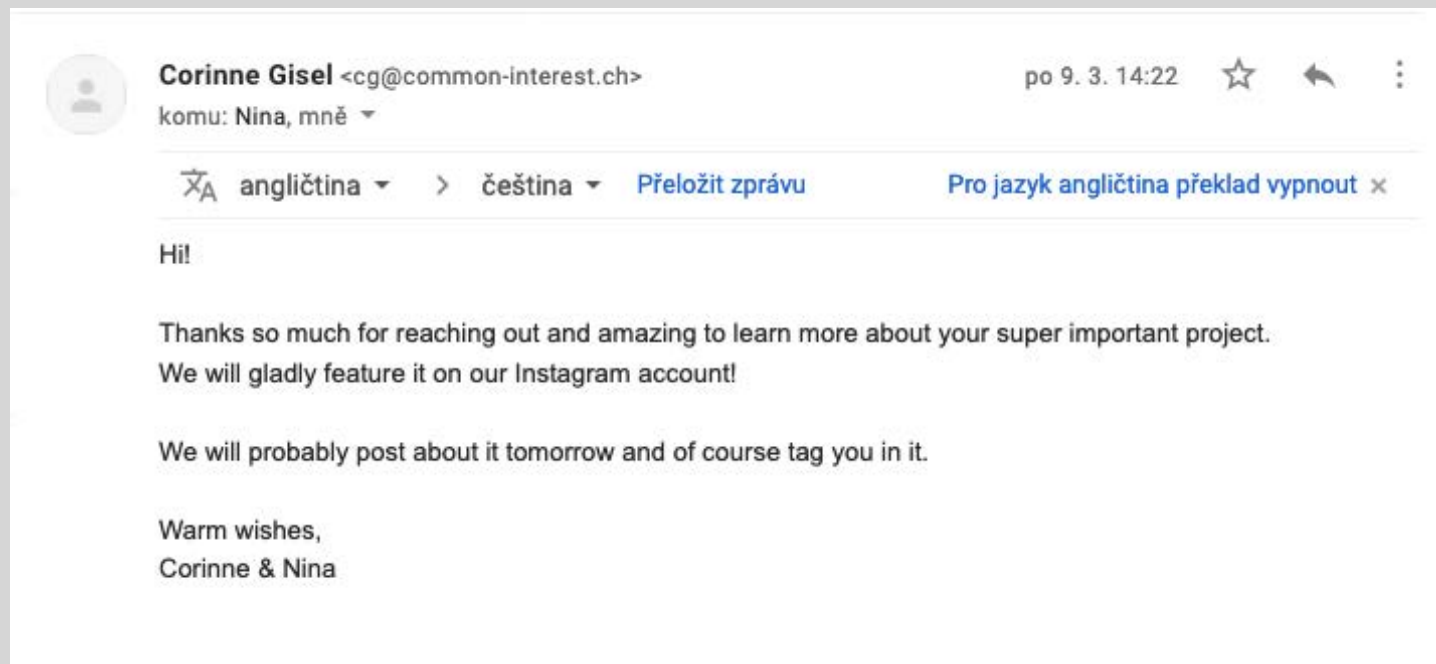 Corinne Gisel <cg@common-interest.ch> po 9. 3. 14:22
komu: Nina, mně
angličtina > čeština Přeložit zprávu Pro jazyk angličtina překlad vypnout ×
Hi!
Thanks so much for reaching out and amazing to learn more about your super important project.
We will gladly feature it on our Instagram account!
We will probably post about it tomorrow and of course tag you in it.
Warm wishes,
Corinne & Nina